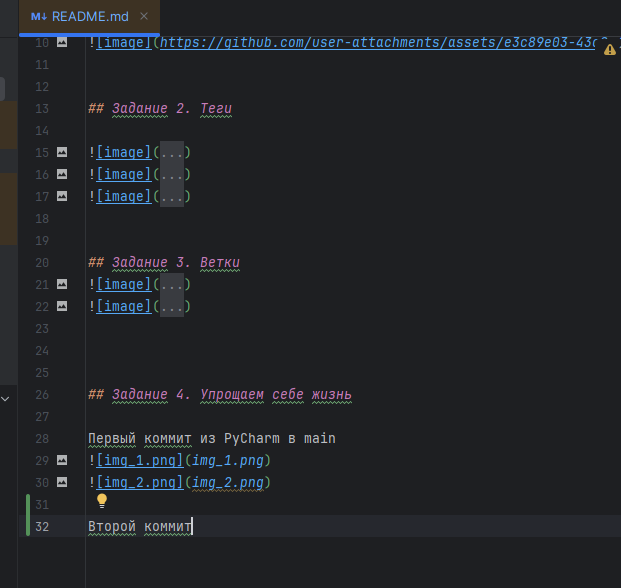 M↓ README.md ×
10 ![image](https://github.com/user-attachments/assets/e3c89e03-43
11
12
13 ## Задание 2. Теги
14
15 ![image](...)
16 ![image](...)
17 ![image](...)
18
19
20 ## Задание 3. Ветки
21 ![image](...)
22 ![image](...)
23
24
25
26 ## Задание 4. Упрощаем себе жизнь
27
28 Первый коммит из PyCharm в main
29 ![img_1.png](img_1.png)
30 ![img_2.png](img_2.png)
31
32 Второй коммит